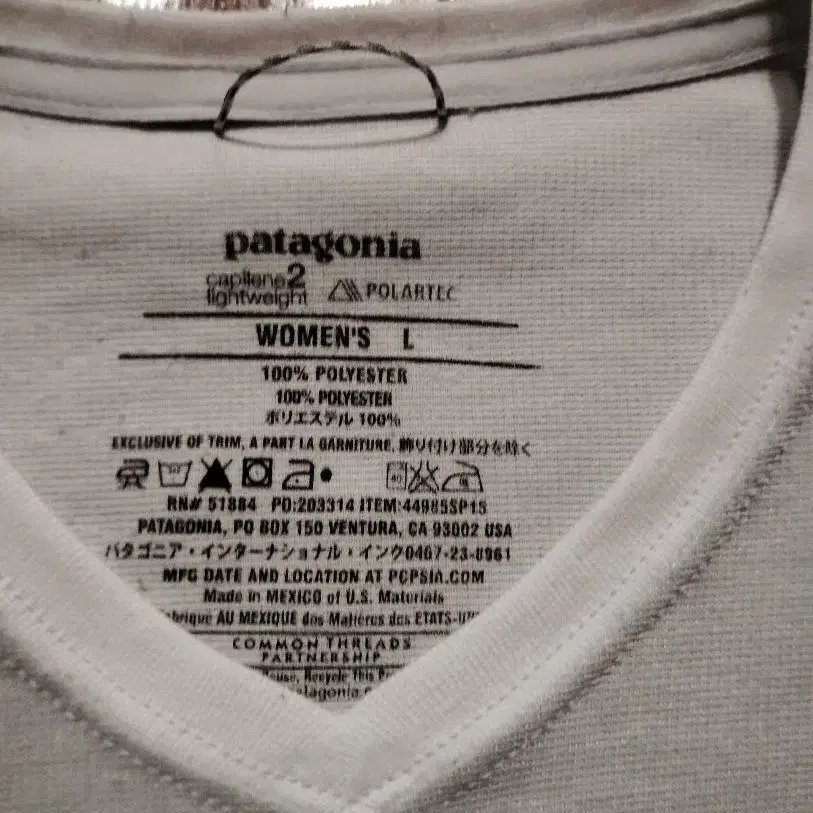 patagonia
capilene 2
lightweight POLARTEC
WOMEN'S L
100% POLYESTER
100% POLYESTER
ポリエステル 100%
EXCLUSIVE OF TRIM, A PART LA GARNITURE, 飾り付け部分を除く
RN# 51884 PO:203314 ITEM:44985SP15
PATAGONIA, PO BOX 150 VENTURA, CA 93002 USA
パタゴニア・インターナショナル・インク0467-23-8961
MFG DATE AND LOCATION AT PCPSIA.COM
Made in MEXICO of U.S. Materials
AU MEXIQUE des Matieres des
COMMON THREADS
PARTNERSHIP
Recycle This